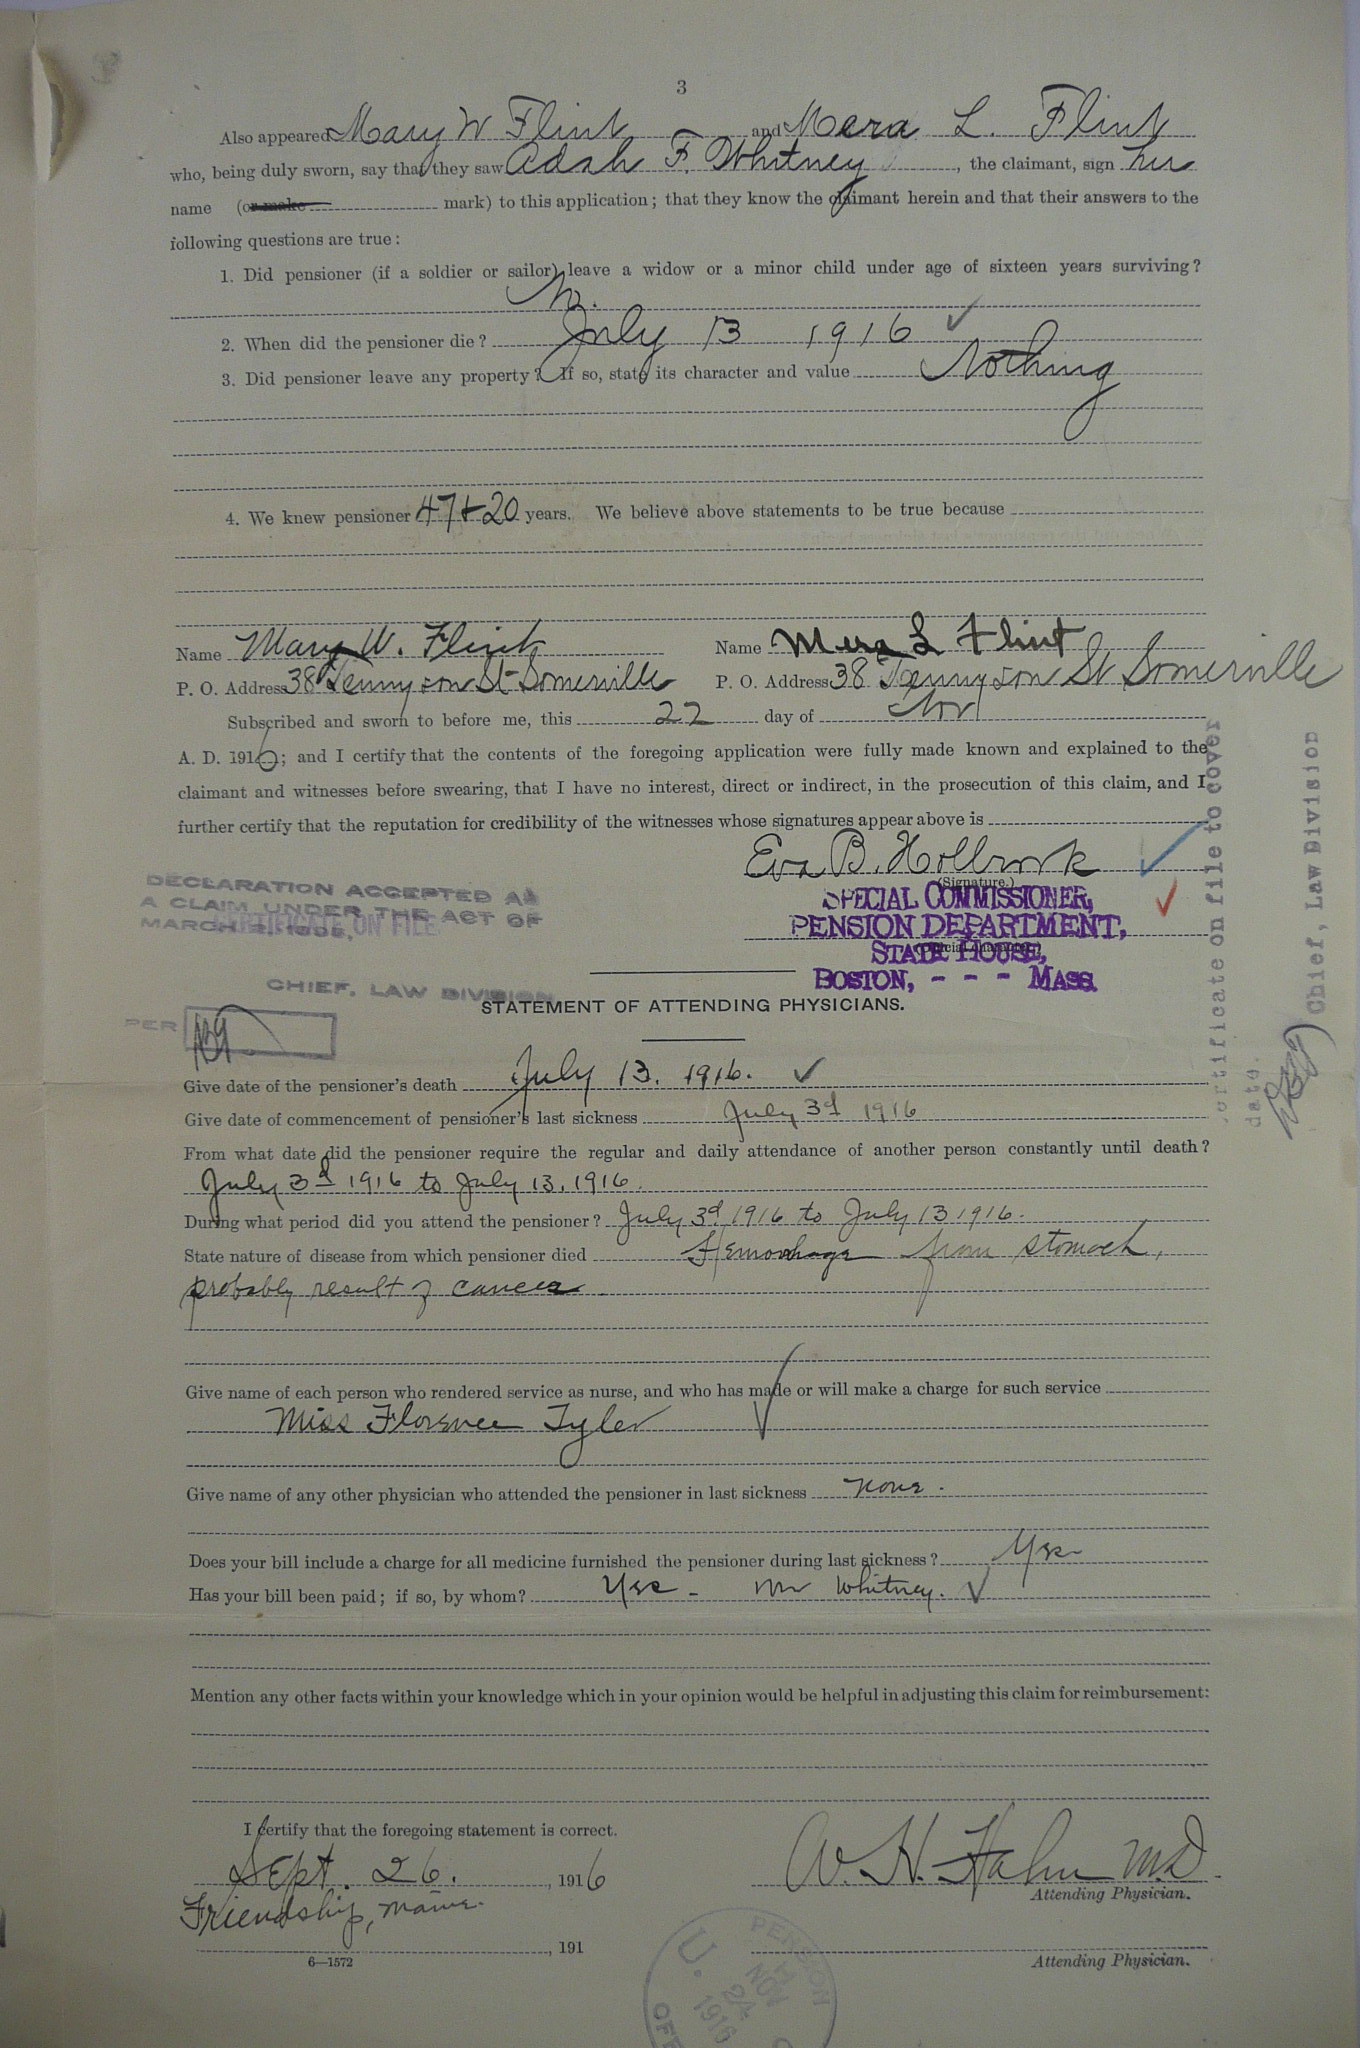 3
Also appeared Mary W Flint and Mera L. Flint
who, being duly sworn, say that they saw Adah F. Whitney, the claimant, sign her
name (or make mark) to this application; that they know the claimant herein and that their answers to the
following questions are true:
1. Did pensioner (if a soldier or sailor) leave a widow or a minor child under age of sixteen years surviving?
No.
2. When did the pensioner die? July 13 1916
3. Did pensioner leave any property? If so, state its character and value Nothing
4. We knew pensioner 47 + 20 years. We believe above statements to be true because
Name Mary W. Flint Name Mera L Flint
P. O. Address 38 Tennyson St Somerville P. O. Address 38 Tennyson St Somerville
Subscribed and sworn to before me, this 22 day of Nov
A. D. 1916; and I certify that the contents of the foregoing application were fully made known and explained to the
claimant and witnesses before swearing, that I have no interest, direct or indirect, in the prosecution of this claim, and I
further certify that the reputation for credibility of the witnesses whose signatures appear above is
Eva B. Holbrook
(Signature.)
SPECIAL COMMISSIONER,
PENSION DEPARTMENT,
(Official character.)
STATE HOUSE,
BOSTON, - - - MASS.
DECLARATION ACCEPTED AS
A CLAIM UNDER THE ACT OF
MARCH 2, 1895.
CERTIFICATE ON FILE
CHIEF, LAW DIVISION
PER
Certificate on file to cover
date.
Chief, Law Division
STATEMENT OF ATTENDING PHYSICIANS.
Give date of the pensioner's death July 13. 1916.
Give date of commencement of pensioner's last sickness July 3d 1916
From what date did the pensioner require the regular and daily attendance of another person constantly until death?
July 3d 1916 to July 13, 1916.
During what period did you attend the pensioner? July 3d 1916 to July 13 1916.
State nature of disease from which pensioner died Hemorrhage from stomach,
probably result of cancer.
Give name of each person who rendered service as nurse, and who has made or will make a charge for such service
Miss Florence Tyler
Give name of any other physician who attended the pensioner in last sickness none.
Does your bill include a charge for all medicine furnished the pensioner during last sickness? Yes
Has your bill been paid; if so, by whom? Yes - Mr Whitney.
Mention any other facts within your knowledge which in your opinion would be helpful in adjusting this claim for reimbursement:
I certify that the foregoing statement is correct.
Sept. 26., 1916 W. H. Hahn M.D.
Attending Physician.
Friendship, Maine.
, 191
6—1572 Attending Physician.
U. PENSION
NOV
24
1916